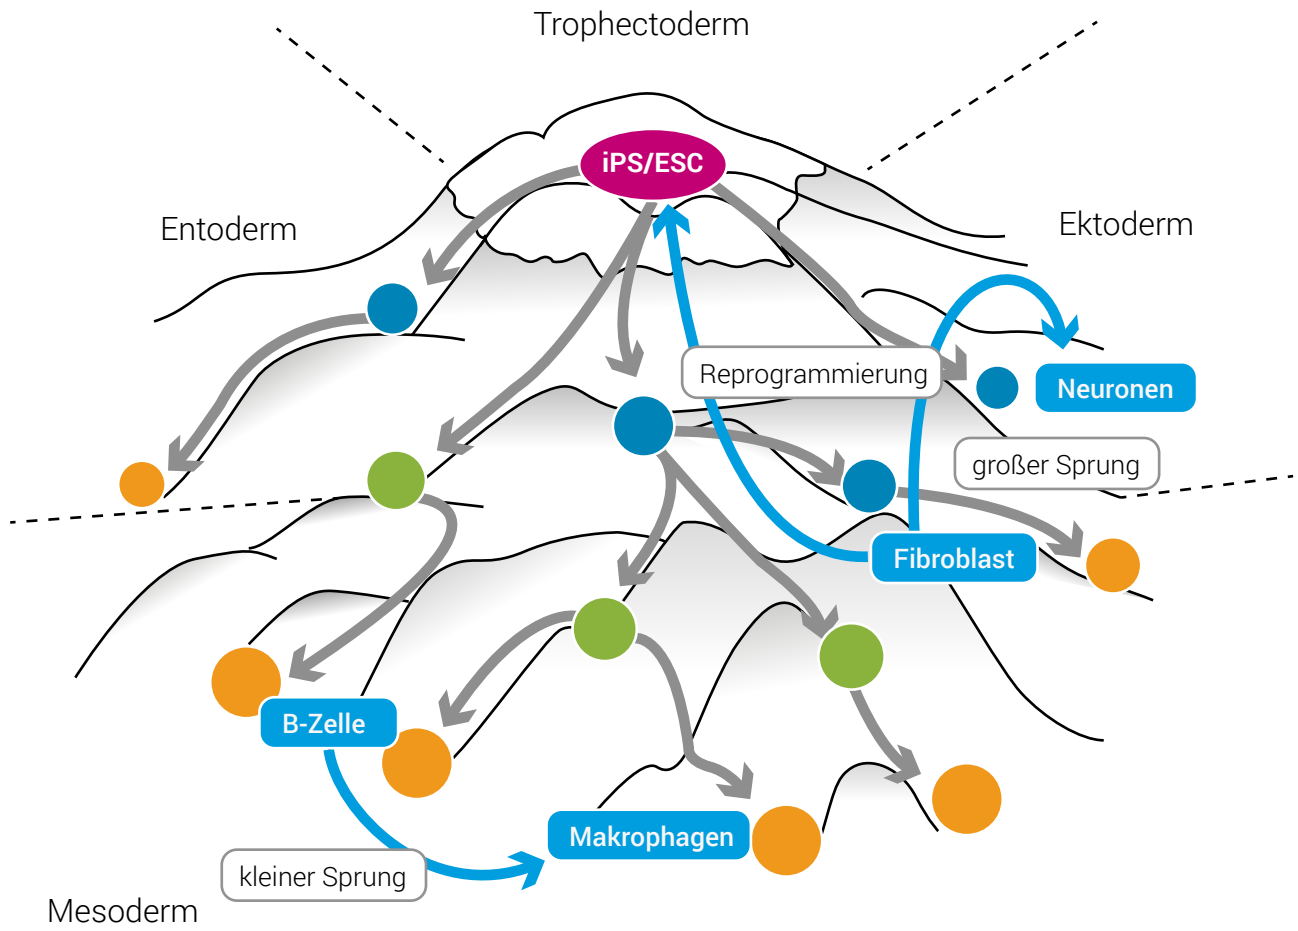 Trophectoderm
iPS/ESC
Entoderm
Ektoderm
Reprogrammierung
Neuronen
großer Sprung
Fibroblast
B-Zelle
Makrophagen
kleiner Sprung
Mesoderm